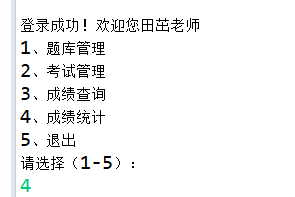 登录成功！欢迎您田茁老师
1、题库管理
2、考试管理
3、成绩查询
4、成绩统计
5、退出
请选择（1-5）：
4